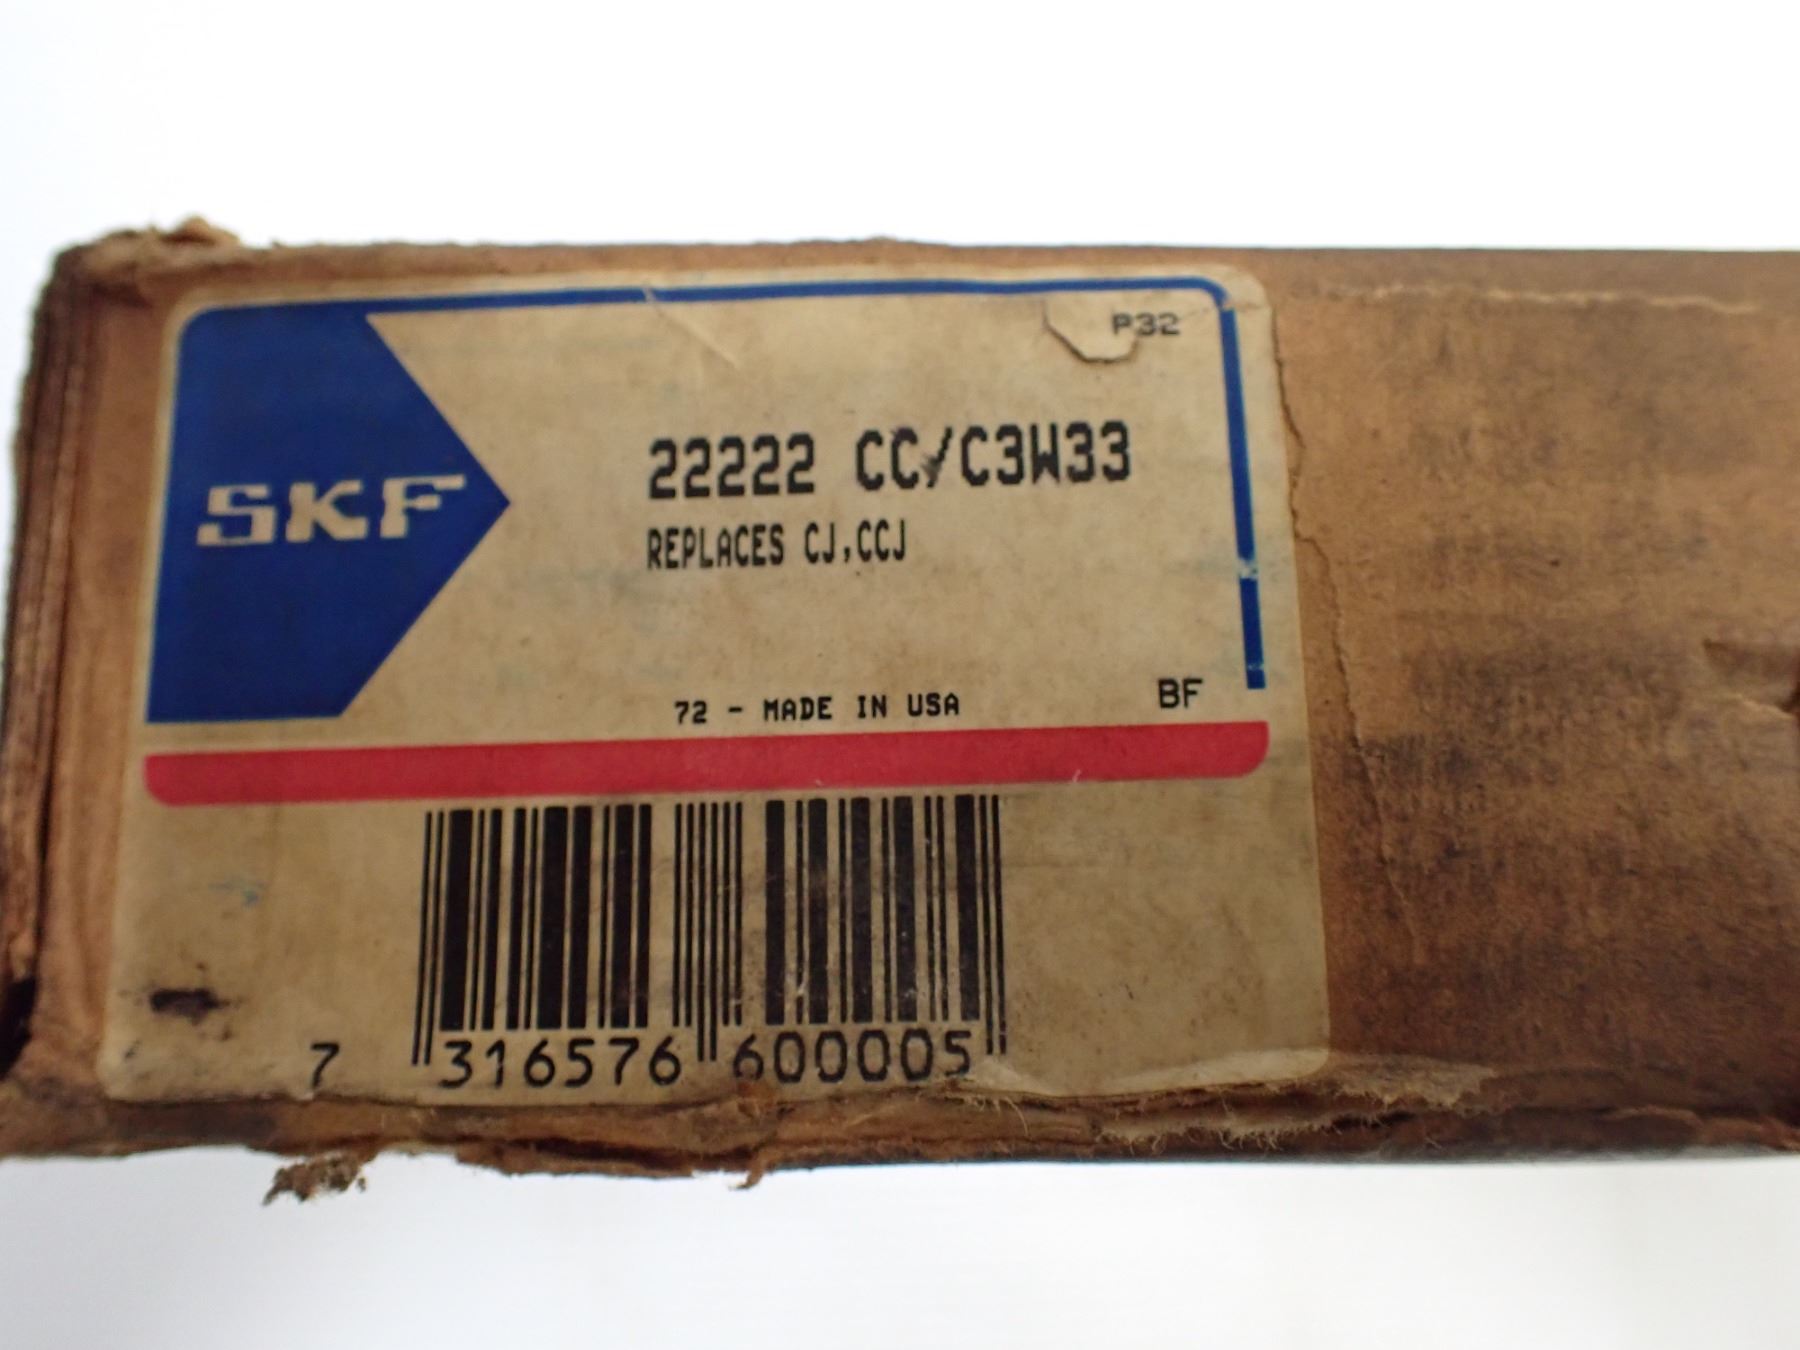 P32
SKF
22222 CC/C3W33
REPLACES CJ,CCJ
72 - MADE IN USA
BF
7 316576 600005